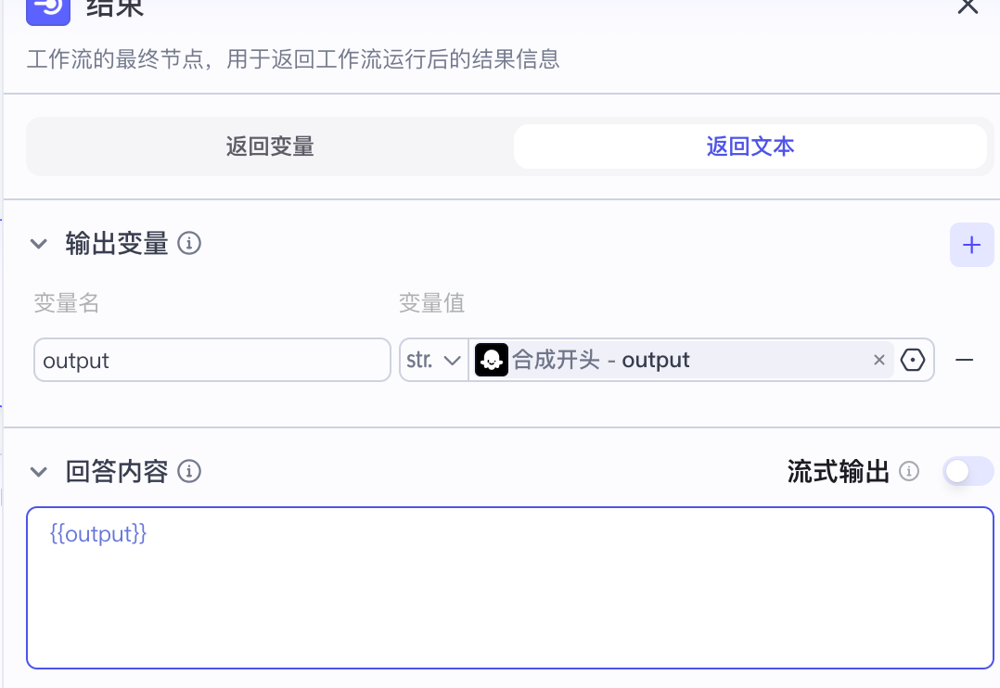 结束
工作流的最终节点，用于返回工作流运行后的结果信息
返回变量 返回文本
输出变量
变量名 变量值
output str. 合成开头 - output
回答内容 流式输出
{{output}}